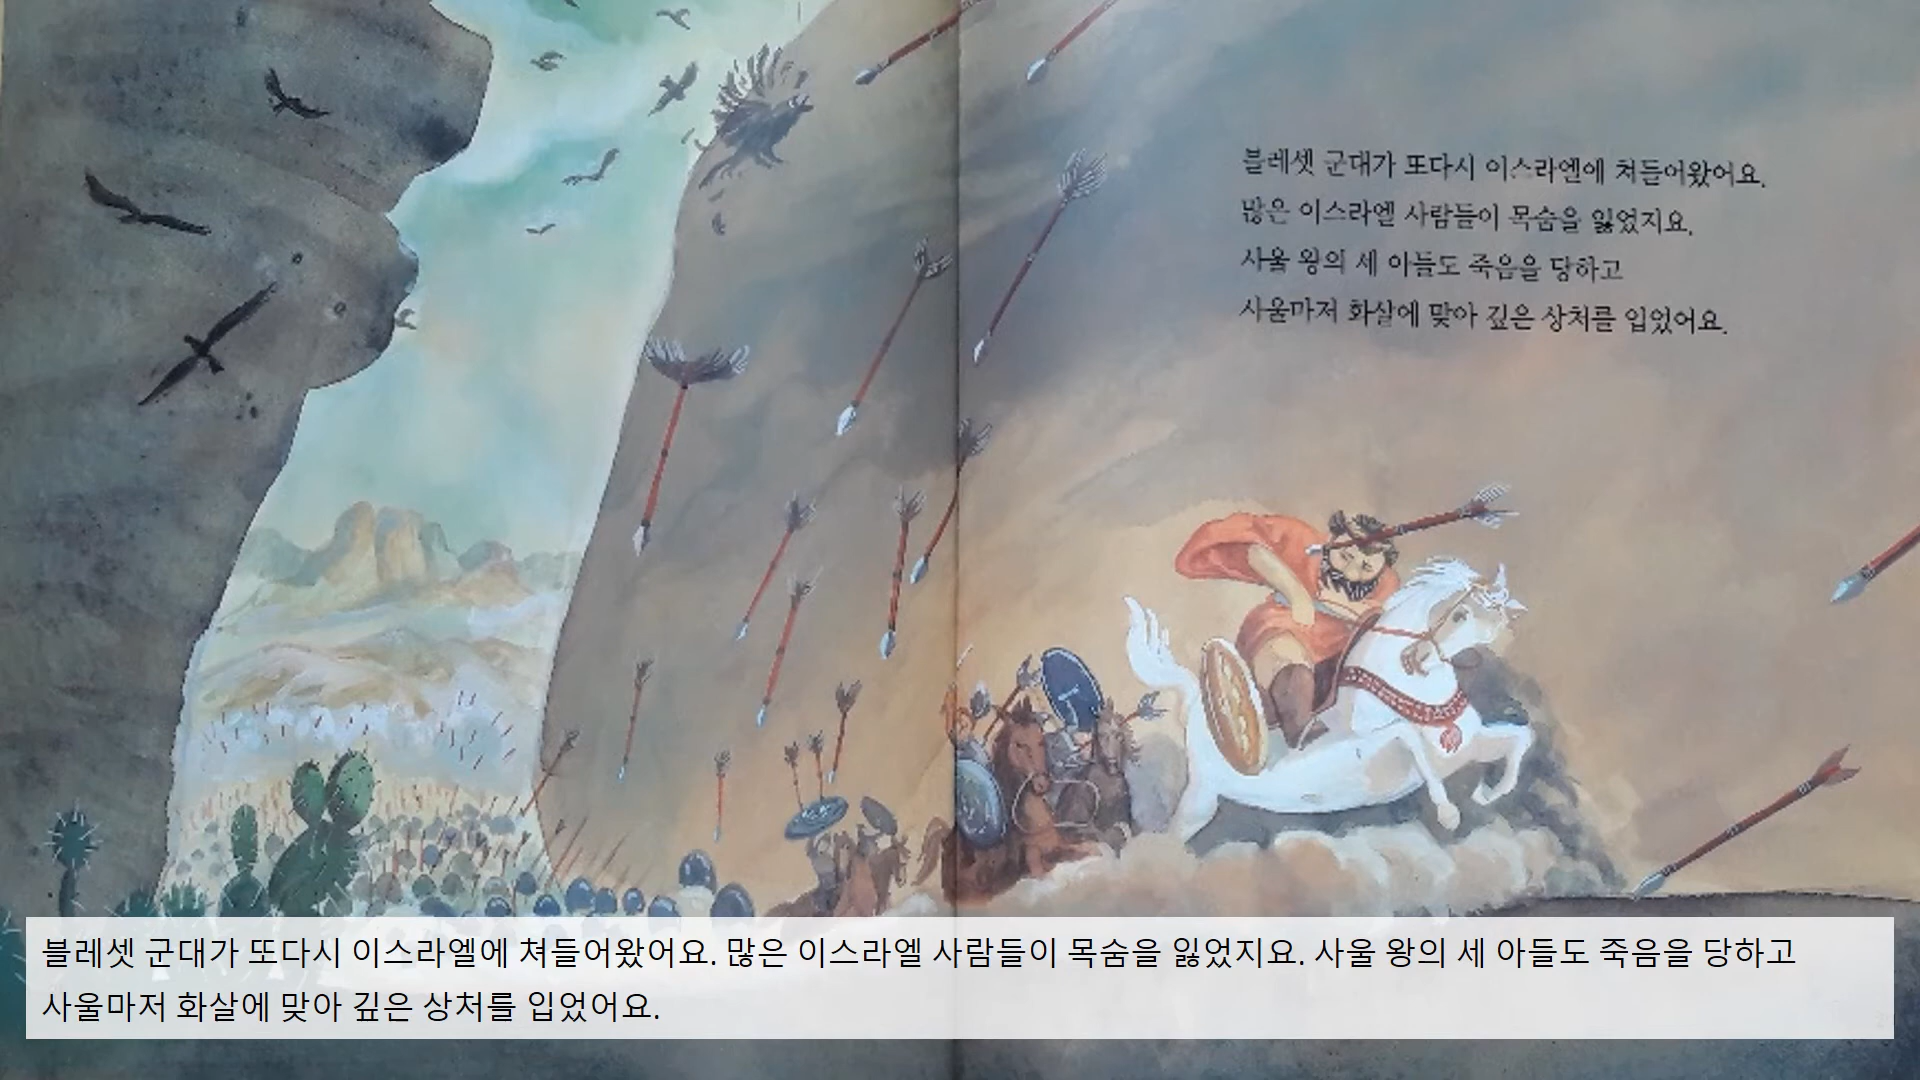 블레셋 군대가 또다시 이스라엘에 쳐들어왔어요.
많은 이스라엘 사람들이 목숨을 잃었지요.
사울 왕의 세 아들도 죽음을 당하고
사울마저 화살에 맞아 깊은 상처를 입었어요.
블레셋 군대가 또다시 이스라엘에 쳐들어왔어요. 많은 이스라엘 사람들이 목숨을 잃었지요. 사울 왕의 세 아들도 죽음을 당하고
사울마저 화살에 맞아 깊은 상처를 입었어요.